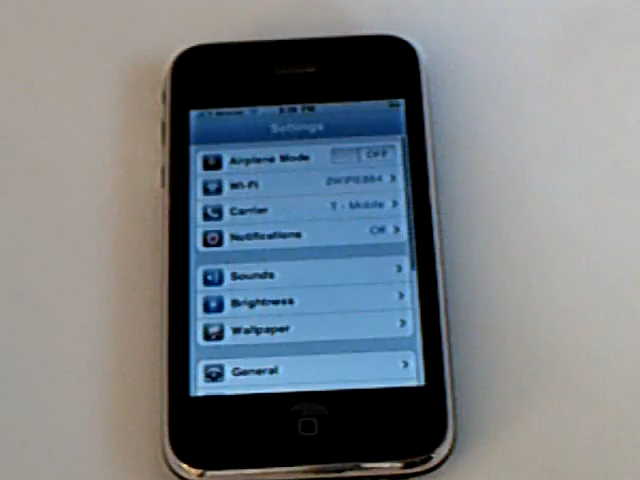 Settings
Airplane Mode OFF
Wi-Fi
Carrier T - Mobile
Notifications Off
Sounds
Brightness
Wallpaper
General